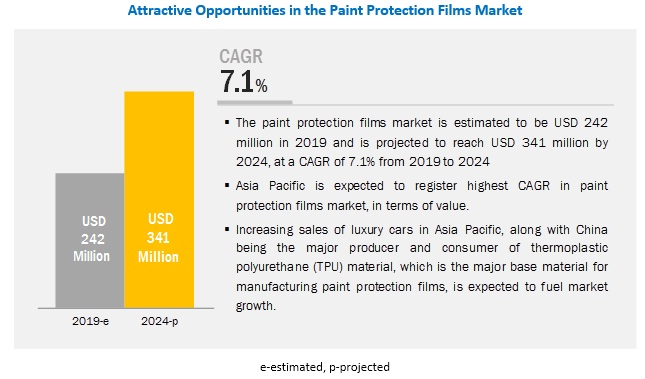 Attractive Opportunities in the Paint Protection Films Market
CAGR
7.1%
▪ The paint protection films market is estimated to be USD 242
million in 2019 and is projected to reach USD 341 million by
2024, at a CAGR of 7.1% from 2019 to 2024
▪ Asia Pacific is expected to register highest CAGR in paint
protection films market, in terms of value.
▪ Increasing sales of luxury cars in Asia Pacific, along with China
being the major producer and consumer of thermoplastic
polyurethane (TPU) material, which is the major base material for
manufacturing paint protection films, is expected to fuel market
growth.
USD
242
Million
USD
341
Million
2019-e
2024-p
e-estimated, p-projected